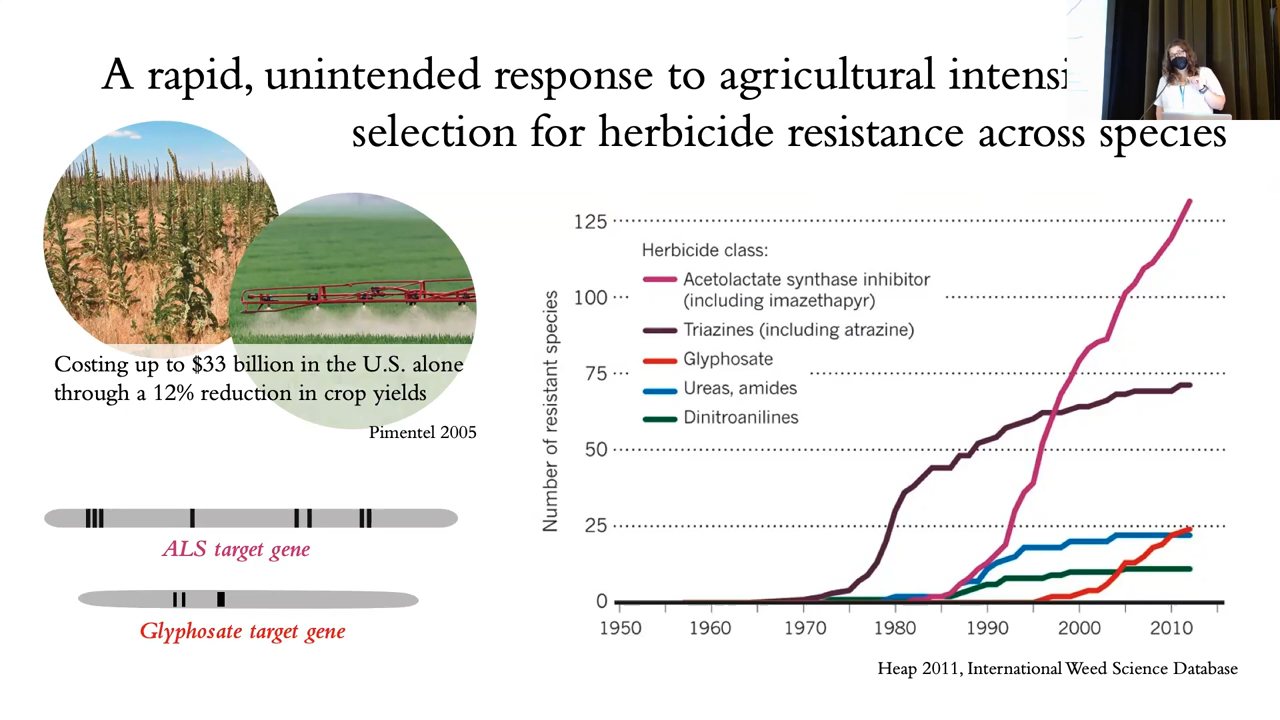 A rapid, unintended response to agricultural
selection for herbicide resistance across species
Costing up to $33 billion in the U.S. alone
through a 12% reduction in crop yields
Pimentel 2005
ALS target gene
Glyphosate target gene
Number of resistant species
125
100
75
50
25
0
Herbicide class:
Acetolactate synthase inhibitor
(including imazethapyr)
Triazines (including atrazine)
Glyphosate
Ureas, amides
Dinitroanilines
1950 1960 1970 1980 1990 2000 2010
Heap 2011, International Weed Science Database